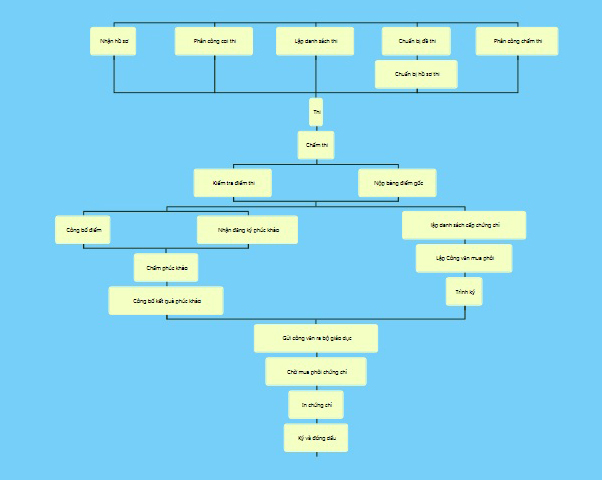 Nhận hồ sơ
Phân công coi thi
Lập danh sách thi
Chuẩn bị đề thi
Phân công chấm thi
Chuẩn bị hồ sơ thi
Thi
Chấm thi
Kiểm tra điểm thi
Nộp bảng điểm gốc
Công bố điểm
Nhận đăng ký phúc khảo
lập danh sách cấp chứng chỉ
Chấm phúc khảo
Lập Công văn mua phôi
Công bố kết quả phúc khảo
Trình ký
Gửi công văn ra bộ giáo dục
Chờ mua phôi chứng chỉ
In chứng chỉ
Ký và đóng dấu